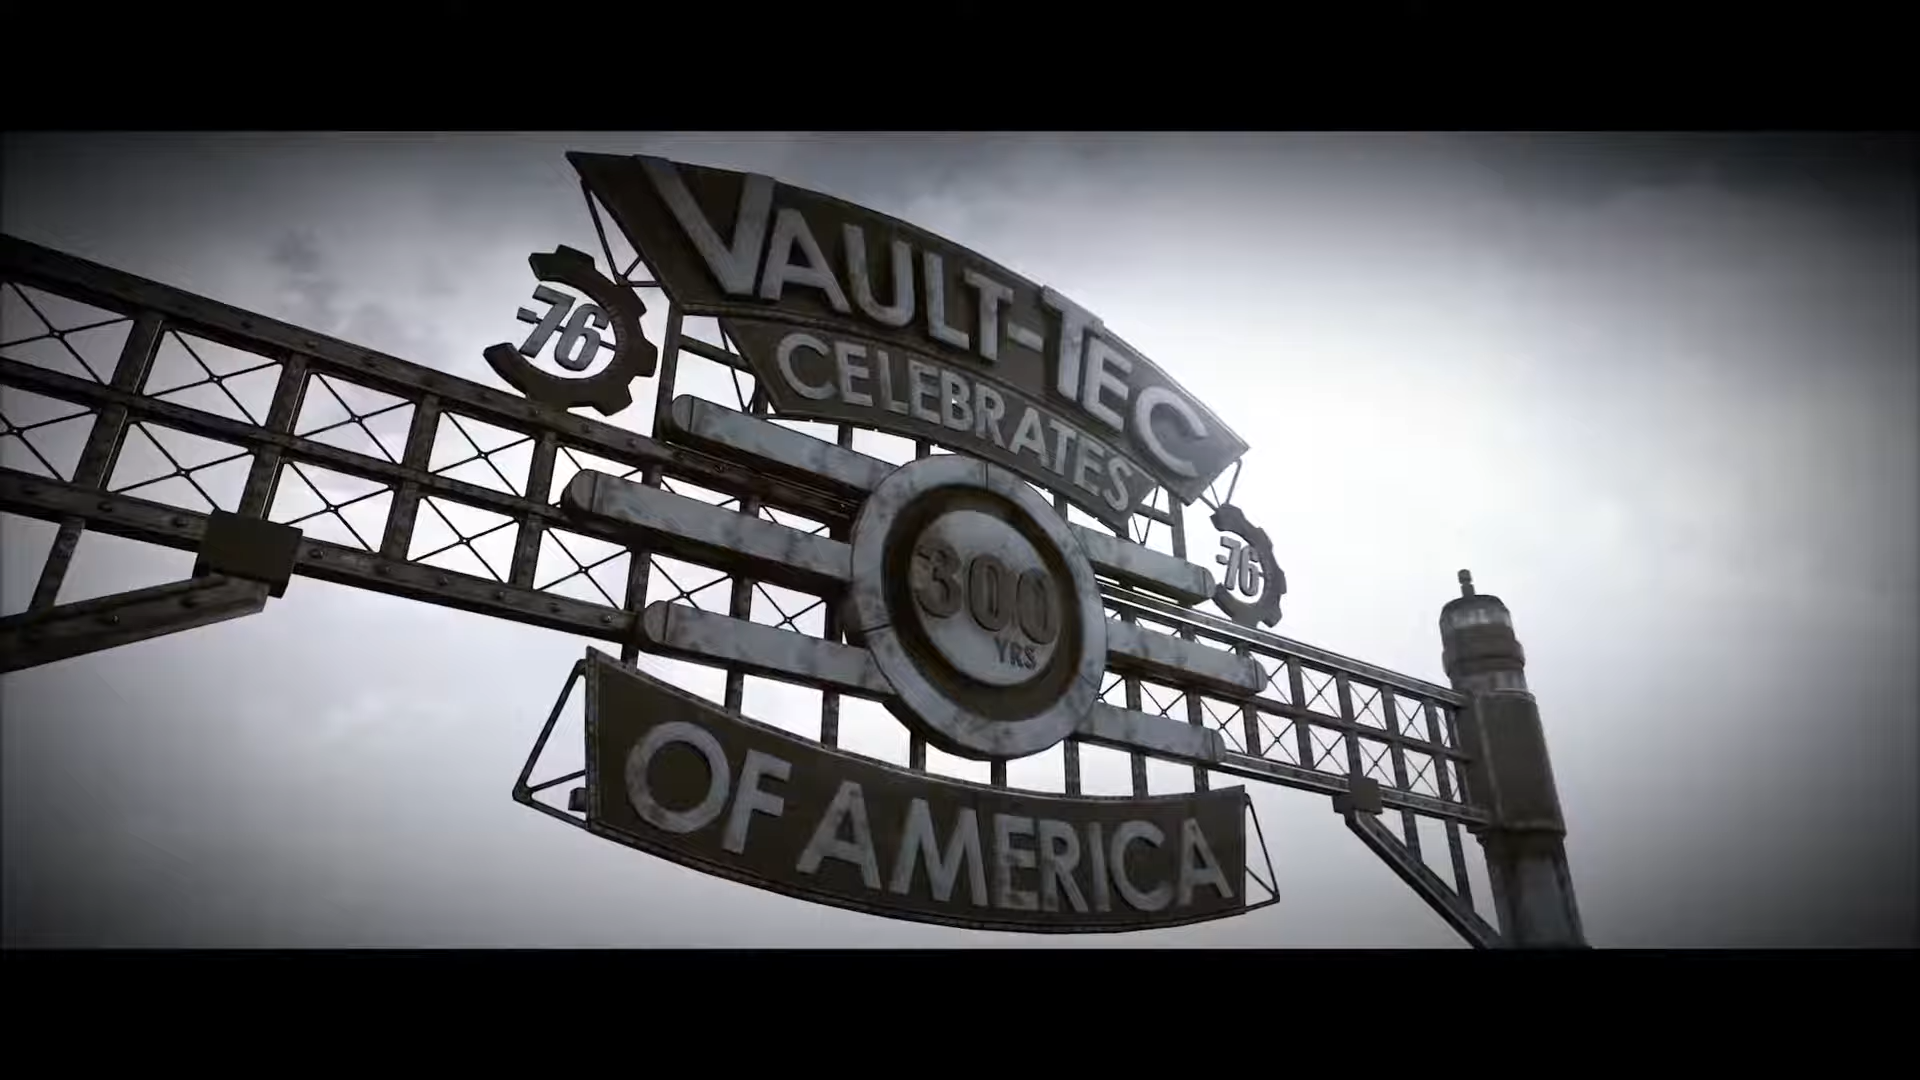 VAULT-TEC
CELEBRATES
76
76
300
YRS
OF AMERICA